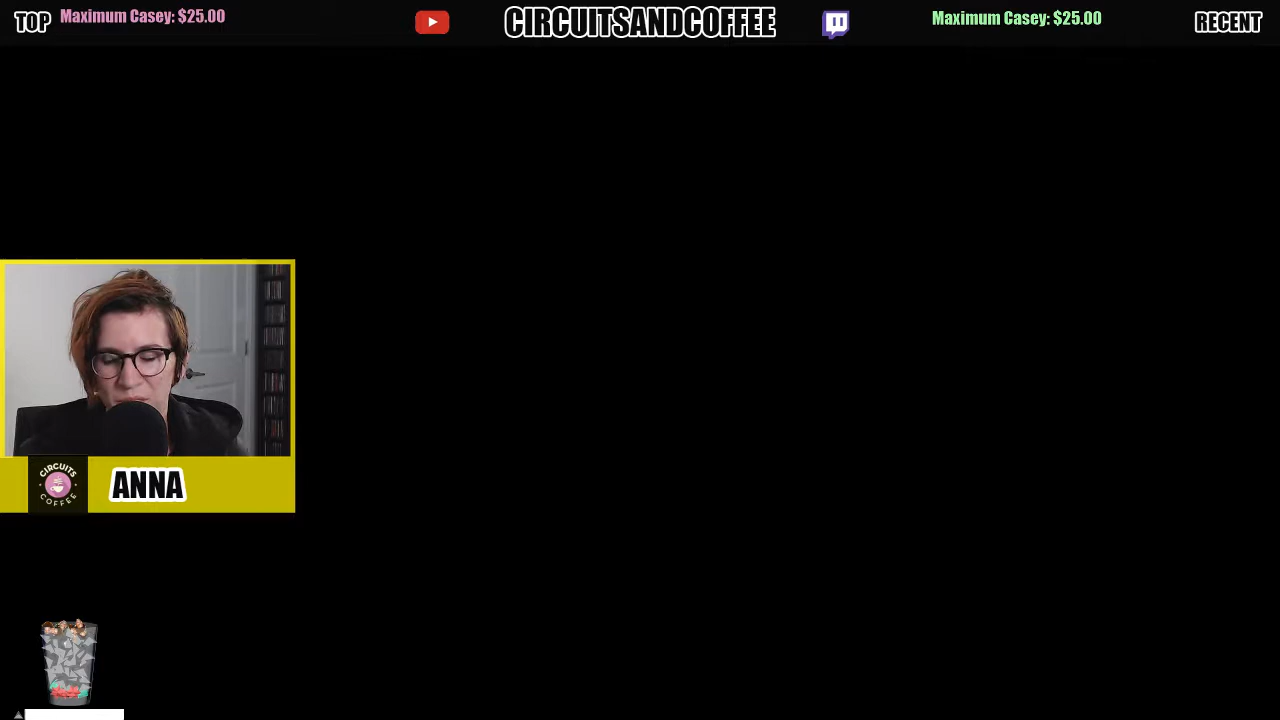 TOP Maximum Casey: $25.00 CIRCUITSANDCOFFEE Maximum Casey: $25.00 RECENT
CIRCUITS
COFFEE
ANNA